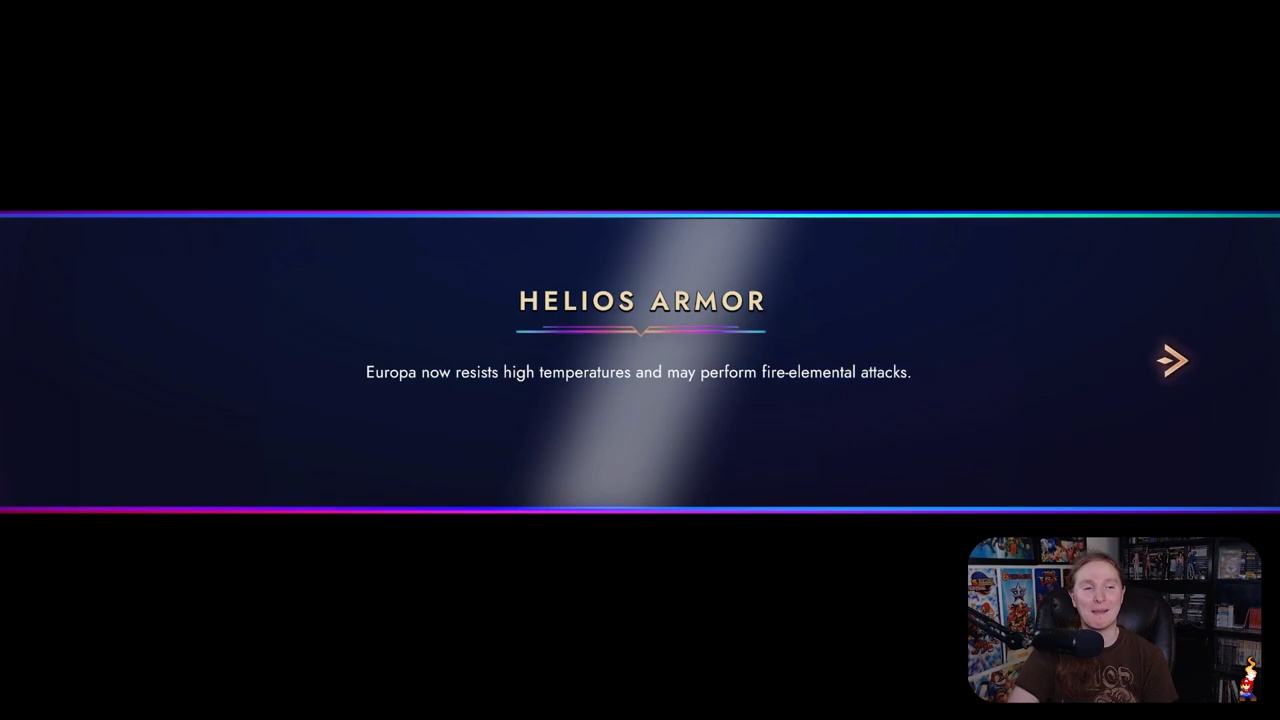 HELIOS ARMOR
Europa now resists high temperatures and may perform fire-elemental attacks.